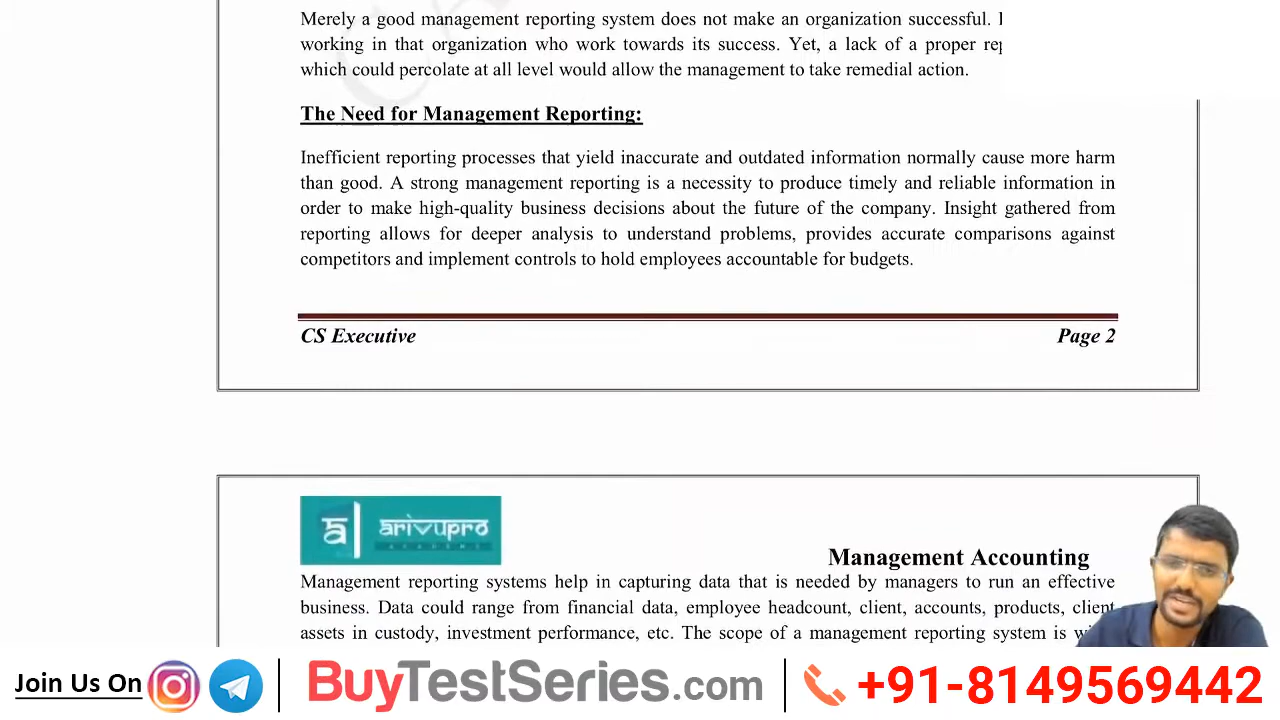 Merely a good management reporting system does not make an organization successful.
working in that organization who work towards its success. Yet, a lack of a proper
which could percolate at all level would allow the management to take remedial action.
The Need for Management Reporting:
Inefficient reporting processes that yield inaccurate and outdated information normally cause more harm
than good. A strong management reporting is a necessity to produce timely and reliable information in
order to make high-quality business decisions about the future of the company. Insight gathered from
reporting allows for deeper analysis to understand problems, provides accurate comparisons against
competitors and implement controls to hold employees accountable for budgets.
CS Executive Page 2
a arivupro
Management Accounting
Management reporting systems help in capturing data that is needed by managers to run an effective
business. Data could range from financial data, employee headcount, client, accounts, products, client
assets in custody, investment performance, etc. The scope of a management reporting system is
Join Us On BuyTestSeries.com +91-8149569442